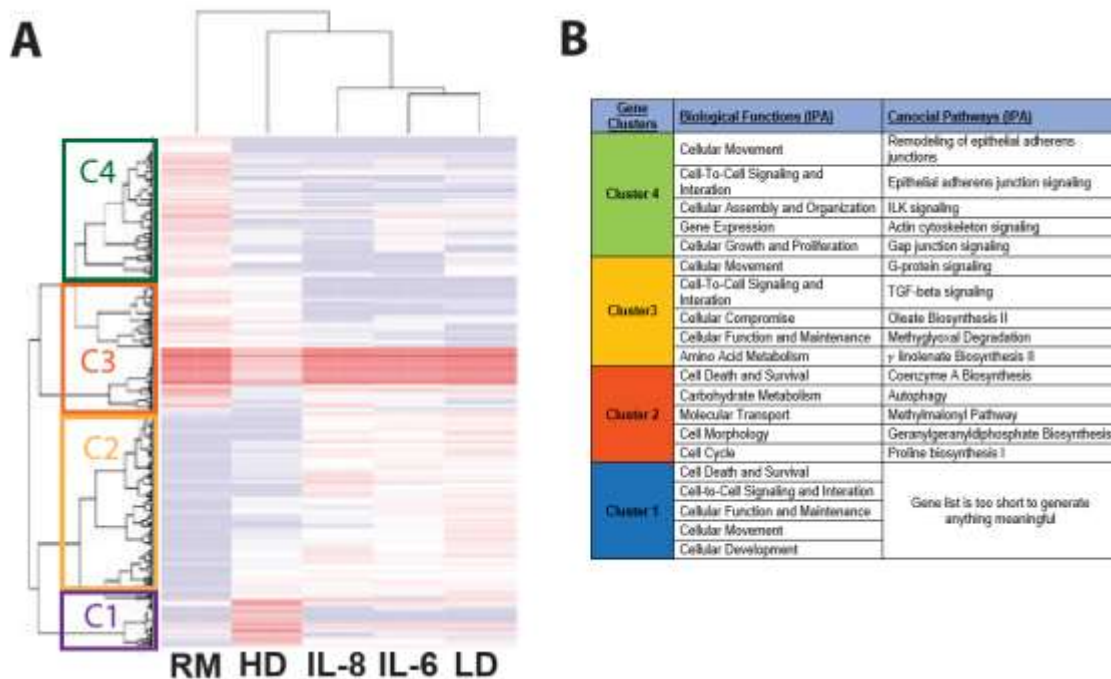 A
C4
C3
C2
C1
RM HD IL-8 IL-6 LD
B
Gene Clusters
Biological Functions (IPA)
Canocial Pathways (IPA)
Cluster 4
Cellular Movement
Remodeling of epithelial adherens
junctions
Cell-To-Cell Signaling and
Interation
Epithelial adherens junction signaling
Cellular Assembly and Organization
ILK signaling
Gene Expression
Actin cytoskeleton signaling
Cellular Growth and Proliferation
Gap junction signaling
Cluster3
Cellular Movement
G-protein signaling
Cell-To-Cell Signaling and
Interation
TGF-beta signaling
Cellular Compromise
Oleate Biosynthesis II
Cellular Function and Maintenance
Methyglyoxal Degradation
Amino Acid Metabolism
γ linolenate Biosynthesis II
Cluster 2
Cell Death and Survival
Coenzyme A Biosynthesis
Carbohydrate Metabolism
Autophagy
Molecular Transport
Methylmalonyl Pathway
Cell Morphology
Geranylgeranyldiphosphate Biosynthesis
Cell Cycle
Proline biosynthesis I
Cluster 1
Cell Death and Survival
Cell-to-Cell Signaling and Interation
Cellular Function and Maintenance
Cellular Movement
Cellular Development
Gene list is too short to generate
anything meaningful